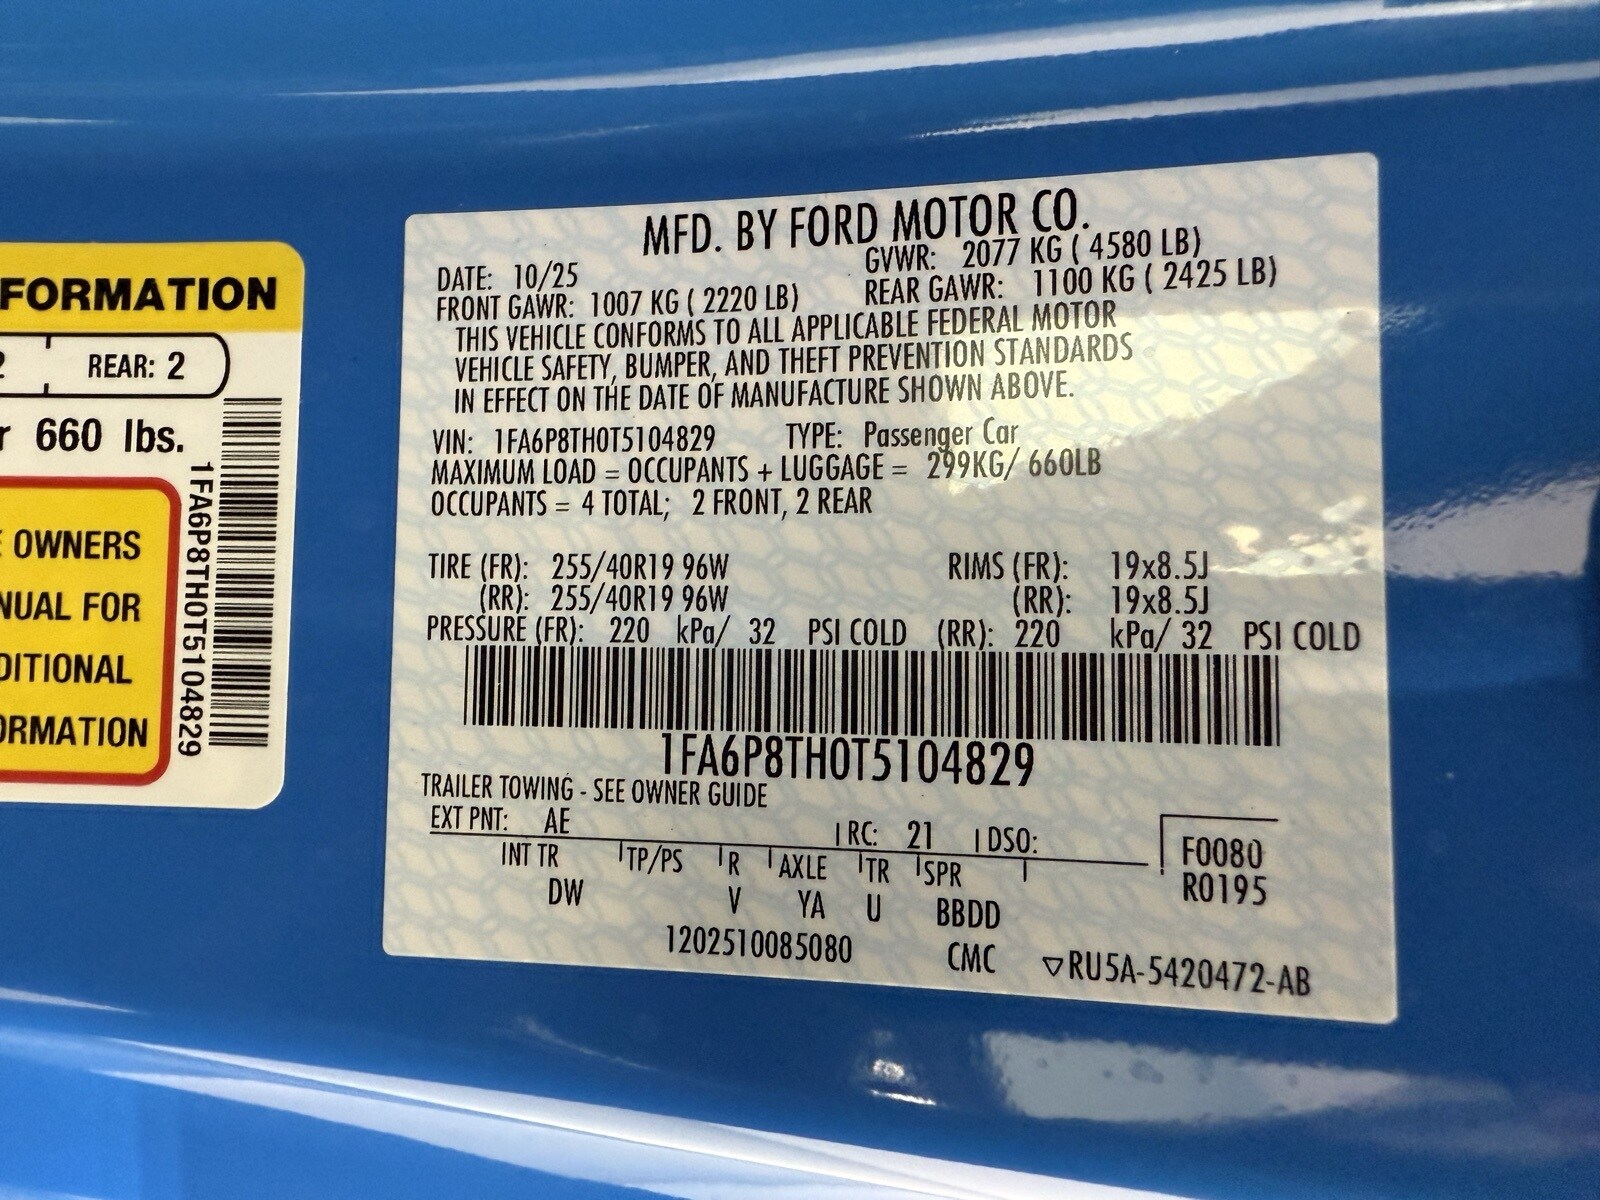 FORMATION
2 REAR: 2
r 660 lbs.
1FA6P8TH0T5104829
E OWNERS
NUAL FOR
DITIONAL
ORMATION
MFD. BY FORD MOTOR CO.
DATE: 10/25 GVWR: 2077 KG ( 4580 LB)
FRONT GAWR: 1007 KG ( 2220 LB) REAR GAWR: 1100 KG ( 2425 LB)
THIS VEHICLE CONFORMS TO ALL APPLICABLE FEDERAL MOTOR
VEHICLE SAFETY, BUMPER, AND THEFT PREVENTION STANDARDS
IN EFFECT ON THE DATE OF MANUFACTURE SHOWN ABOVE.
VIN: 1FA6P8TH0T5104829 TYPE: Passenger Car
MAXIMUM LOAD = OCCUPANTS + LUGGAGE = 299KG/ 660LB
OCCUPANTS = 4 TOTAL; 2 FRONT, 2 REAR
TIRE (FR): 255/40R19 96W RIMS (FR): 19x8.5J
(RR): 255/40R19 96W (RR): 19x8.5J
PRESSURE (FR): 220 kPa/ 32 PSI COLD (RR): 220 kPa/ 32 PSI COLD
1FA6P8TH0T5104829
TRAILER TOWING - SEE OWNER GUIDE
EXT PNT: AE RC: 21 DSO:
INT TR TP/PS R AXLE TR SPR
DW V YA U BBDD
F0080
R0195
1202510085080 CMC ▽RU5A-5420472-AB